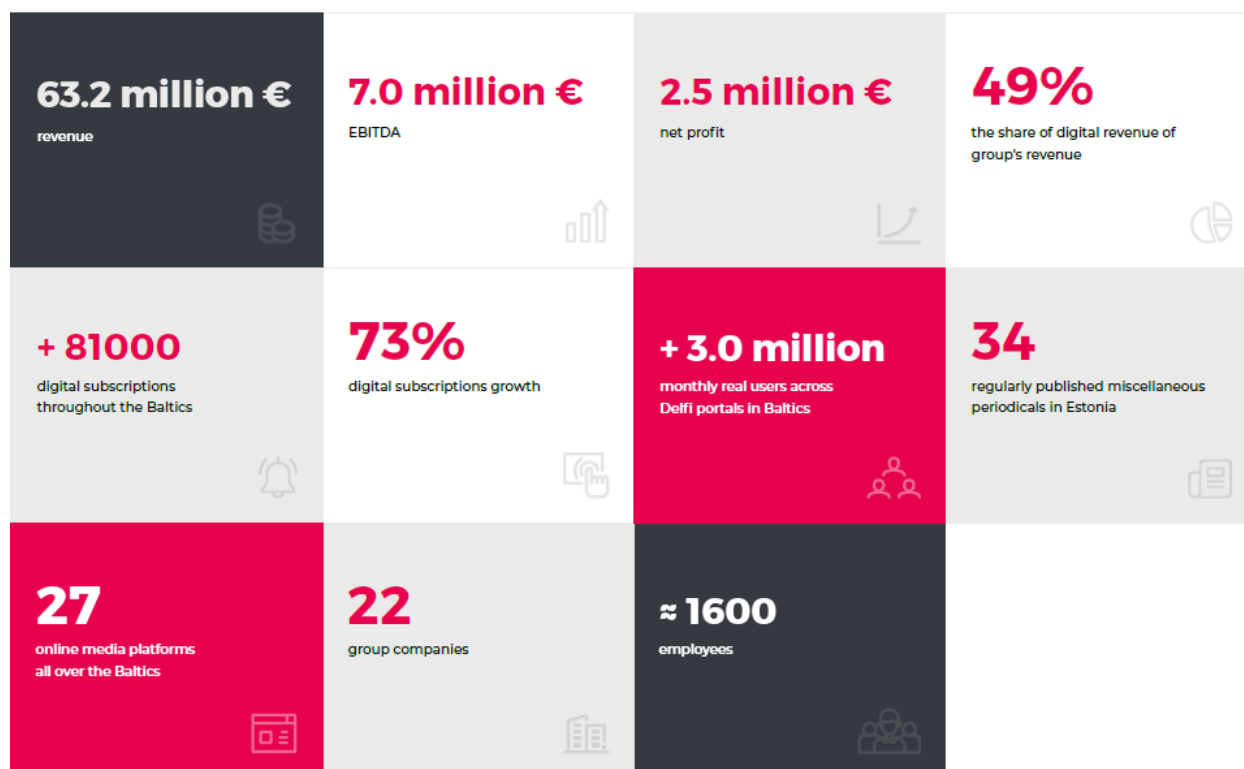 63.2 million €
revenue
7.0 million €
EBITDA
2.5 million €
net profit
49%
the share of digital revenue of
group's revenue
+ 81000
digital subscriptions
throughout the Baltics
73%
digital subscriptions growth
+ 3.0 million
monthly real users across
Delfi portals in Baltics
34
regularly published miscellaneous
periodicals in Estonia
27
online media platforms
all over the Baltics
22
group companies
≈ 1600
employees